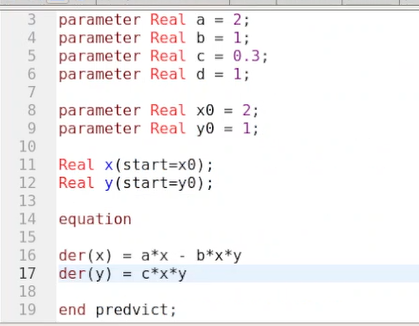 3 parameter Real a = 2;
4 parameter Real b = 1;
5 parameter Real c = 0.3;
6 parameter Real d = 1;
7
8 parameter Real x0 = 2;
9 parameter Real y0 = 1;
10
11 Real x(start=x0);
12 Real y(start=y0);
13
14 equation
15
16 der(x) = a*x - b*x*y
17 der(y) = c*x*y
18
19 end predvict;